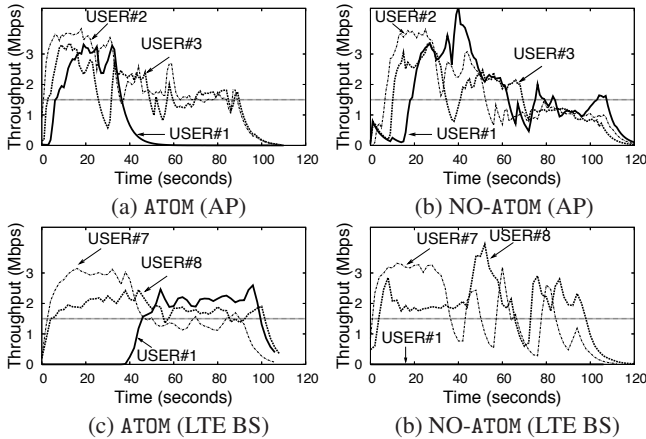 USER#2
USER#3
USER#1
Throughput (Mbps)
3
2
1
0
0 20 40 60 80 100 120
Time (seconds)
(a) ATOM (AP)
USER#2
USER#3
USER#1
Throughput (Mbps)
3
2
1
0
0 20 40 60 80 100 120
Time (seconds)
(b) NO-ATOM (AP)
USER#7
USER#8
USER#1
Throughput (Mbps)
3
2
1
0
0 20 40 60 80 100 120
Time (seconds)
(c) ATOM (LTE BS)
USER#7
USER#8
USER#1
Throughput (Mbps)
3
2
1
0
0 20 40 60 80 100 120
Time (seconds)
(b) NO-ATOM (LTE BS)